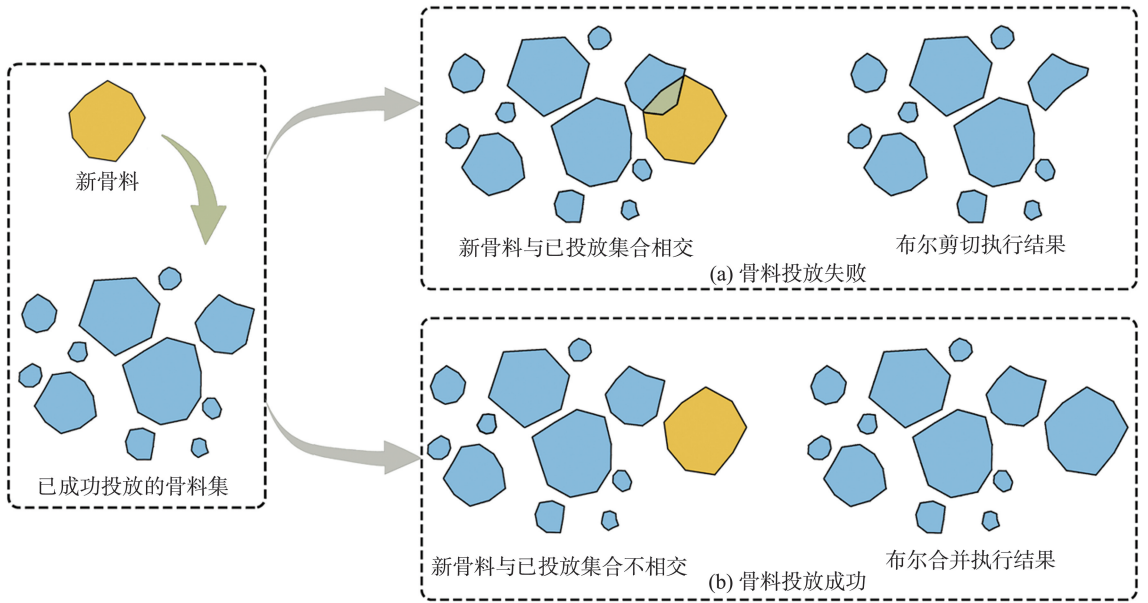 新骨料
已成功投放的骨料集
新骨料与已投放集合相交
布尔剪切执行结果
(a) 骨料投放失败
新骨料与已投放集合不相交
布尔合并执行结果
(b) 骨料投放成功